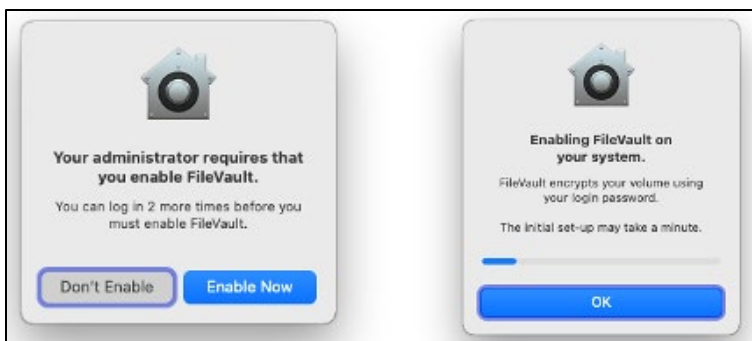 Your administrator requires that
you enable FileVault.
You can log in 2 more times before you
must enable FileVault.
Don't Enable
Enable Now
Enabling FileVault on
your system.
FileVault encrypts your volume using
your login password.
The initial set-up may take a minute.
OK